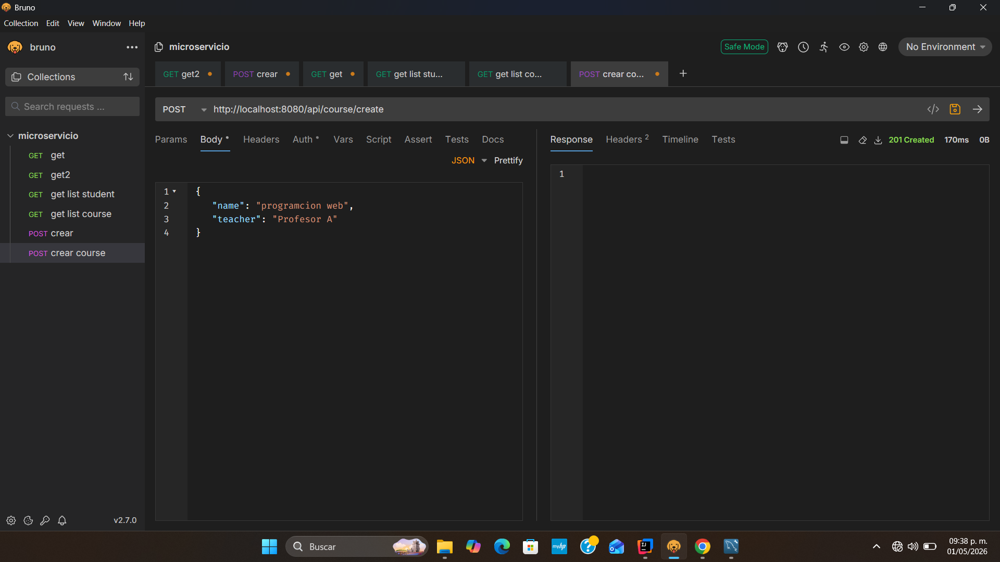 Bruno
Collection Edit View Window Help
bruno
microservicio
Safe Mode
No Environment
Collections
GET get2
POST crear
GET get
GET get list stu...
GET get list co...
POST crear co...
Search requests ...
POST http://localhost:8080/api/course/create
microservicio
GET get
GET get2
GET get list student
GET get list course
POST crear
POST crear course
Params Body Headers Auth Vars Script Assert Tests Docs
JSON Prettify
1 {
2 "name": "programcion web",
3 "teacher": "Profesor A"
4 }
Response Headers 2 Timeline Tests
201 Created 170ms 0B
1
v2.7.0
Buscar
myhp
09:38 p. m.
01/05/2026